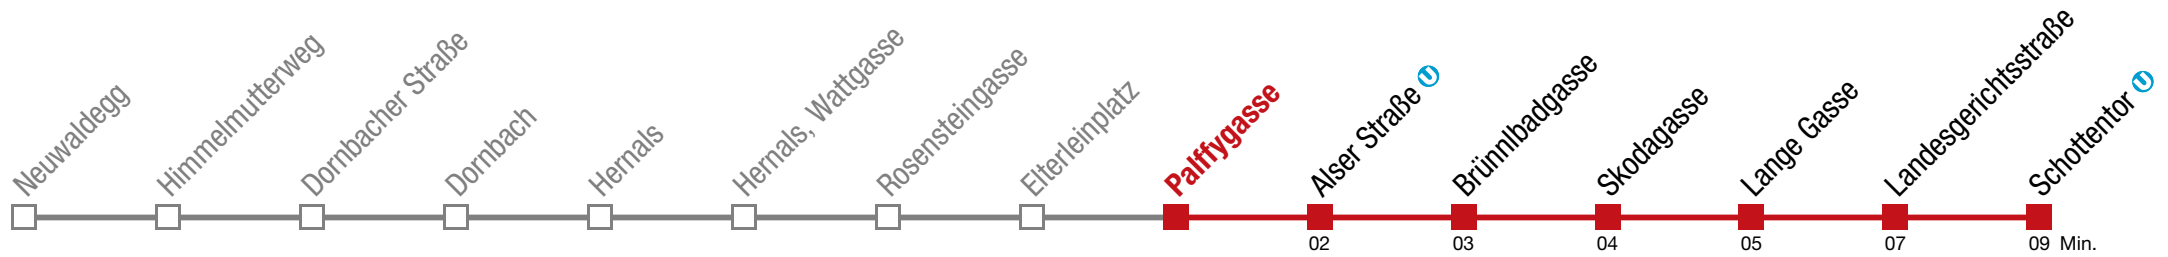 Neuwaldegg
Himmelmutterweg
Dornbacher Straße
Dornbach
Hernals
Hernals, Wattgasse
Rosensteingasse
Elterleinplatz
Palffygasse
Alser Straße U
Brünnlbadgasse
Skodagasse
Lange Gasse
Landesgerichtsstraße
Schottentor U
02 03 04 05 07 09 Min.